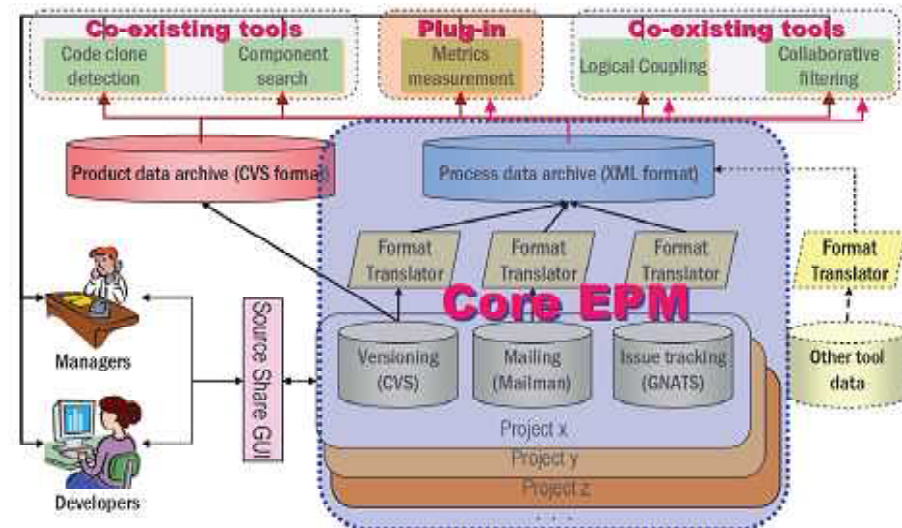 Co-existing tools
Plug-in
Co-existing tools
Code clone
detection
Component
search
Metrics
measurement
Logical Coupling
Collaborative
filtering
Product data archive (CVS format)
Process data archive (XML format)
Format
Translator
Format
Translator
Format
Translator
Format
Translator
Core EPM
Managers
Source Share GUI
Versioning
(CVS)
Mailing
(Mailman)
Issue tracking
(GNATS)
Other tool
data
Project x
Project y
Project z
. . .
Developers